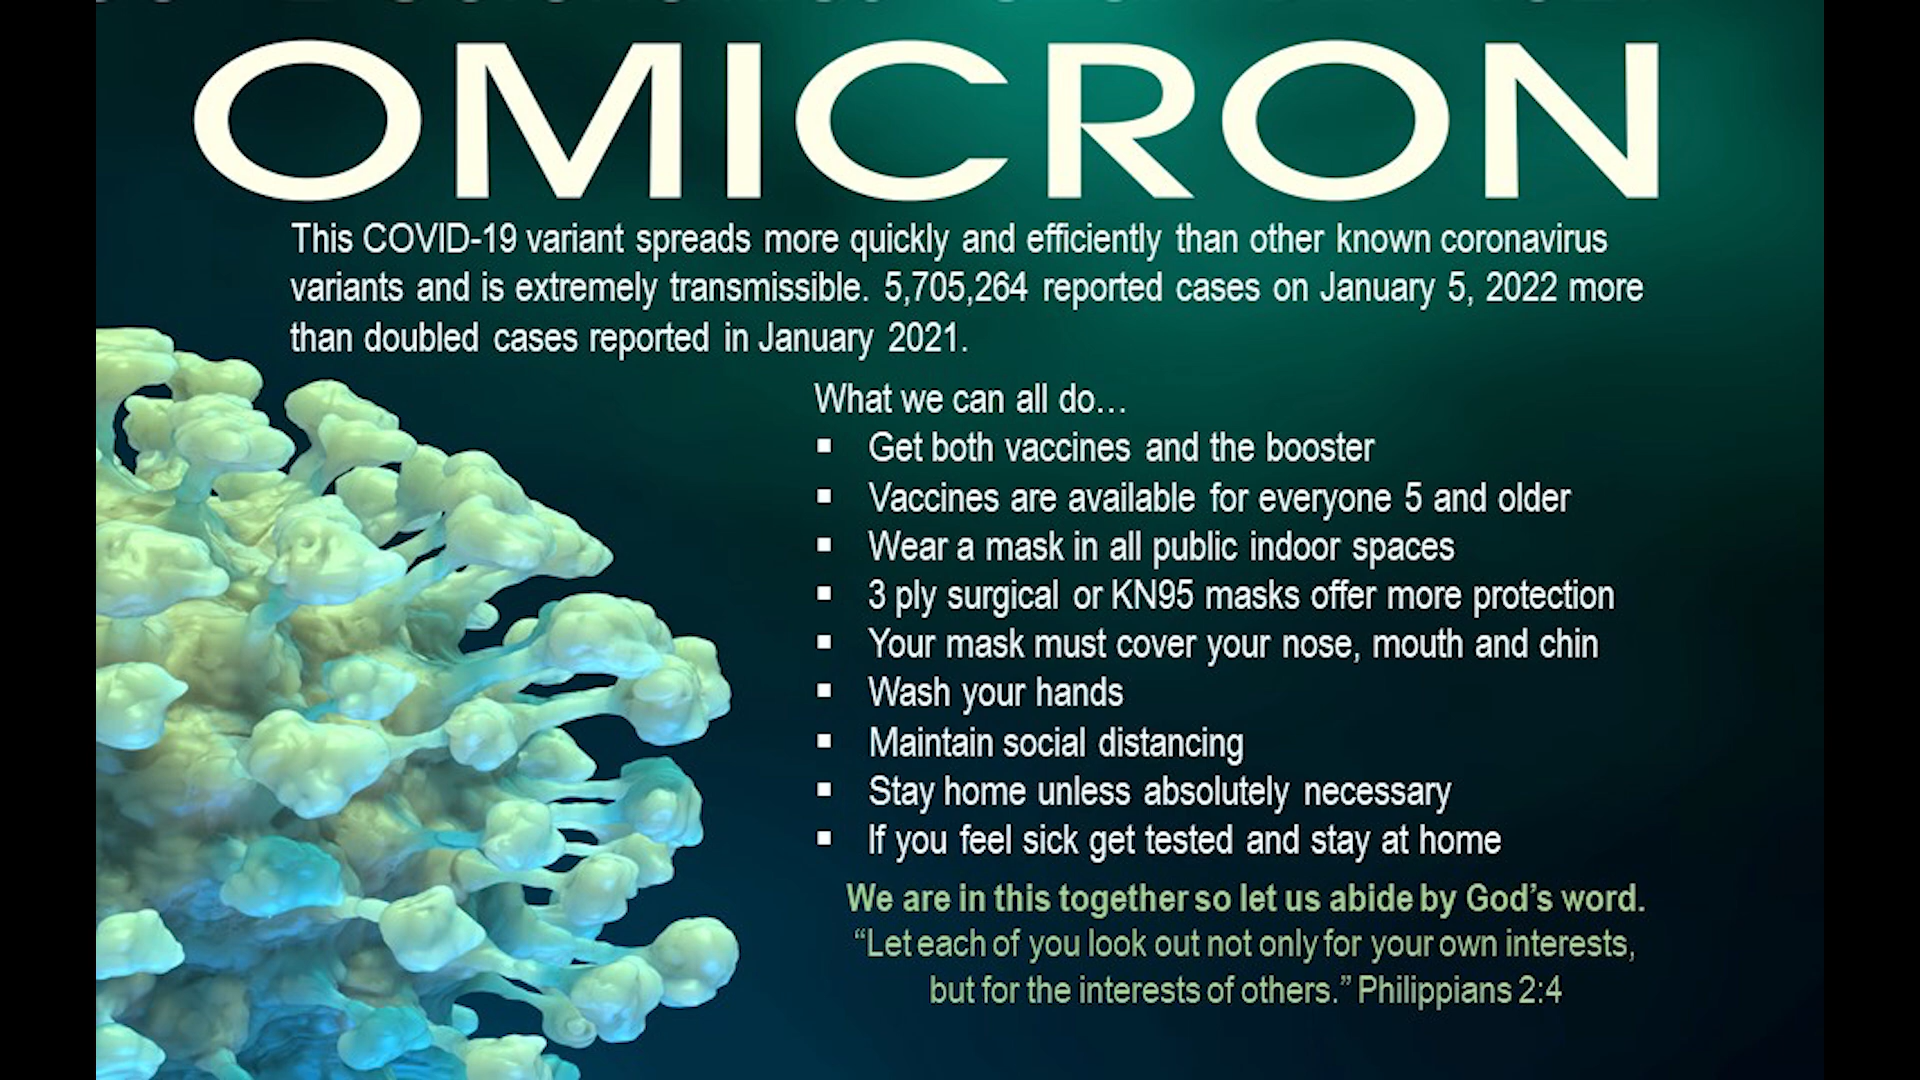 OMICRON
This COVID-19 variant spreads more quickly and efficiently than other known coronavirus
variants and is extremely transmissible. 5,705,264 reported cases on January 5, 2022 more
than doubled cases reported in January 2021.
What we can all do…
▪ Get both vaccines and the booster
▪ Vaccines are available for everyone 5 and older
▪ Wear a mask in all public indoor spaces
▪ 3 ply surgical or KN95 masks offer more protection
▪ Your mask must cover your nose, mouth and chin
▪ Wash your hands
▪ Maintain social distancing
▪ Stay home unless absolutely necessary
▪ If you feel sick get tested and stay at home
We are in this together so let us abide by God’s word.
“Let each of you look out not only for your own interests,
but for the interests of others.” Philippians 2:4